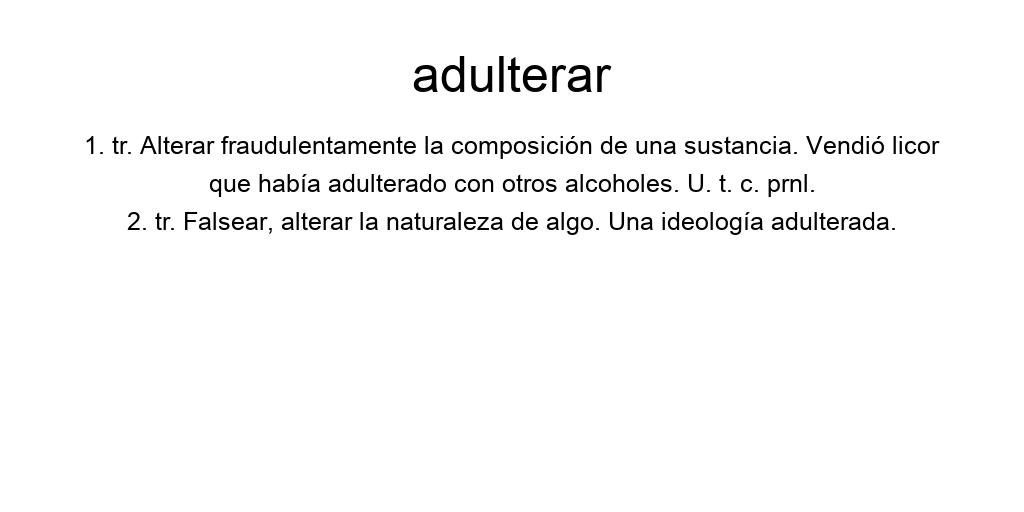 adulterar
1. tr. Alterar fraudulentamente la composición de una sustancia. Vendió licor
que había adulterado con otros alcoholes. U. t. c. prnl.
2. tr. Falsear, alterar la naturaleza de algo. Una ideología adulterada.